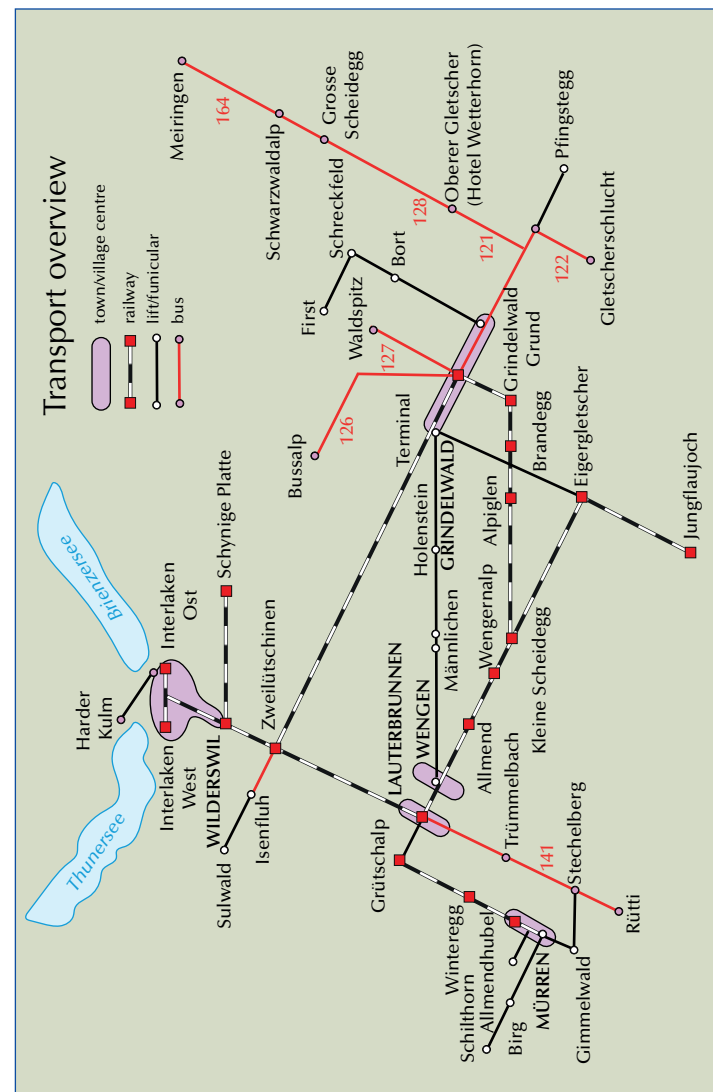 Transport overview
town/village centre
railway
lift/funicular
bus
Thunersee
Brienzersee
Harder
Kulm
Interlaken
West
Interlaken
Ost
WILDERSWIL
Schynige Platte
Zweilütschinen
Sulwald
Isenfluh
Bussalp
126
Waldspitz
127
First
Schreckfeld
Bort
Meiringen
164
Schwarzwaldalp
Grosse
Scheidegg
128
Oberer Gletscher
(Hotel Wetterhorn)
121
Pfingstegg
122
Gletscherschlucht
Terminal
GRINDELWALD
Grindelwald
Grund
Holenstein
Männlichen
Brandegg
Alpiglen
Eigergletscher
Jungflaujoch
LAUTERBRUNNEN
WENGEN
Wengernalp
Allmend
Kleine Scheidegg
Grütschalp
Trümmelbach
141
Stechelberg
Rütti
Winteregg
Allmendhubel
Schilthorn
Birg
MÜRREN
Gimmelwald